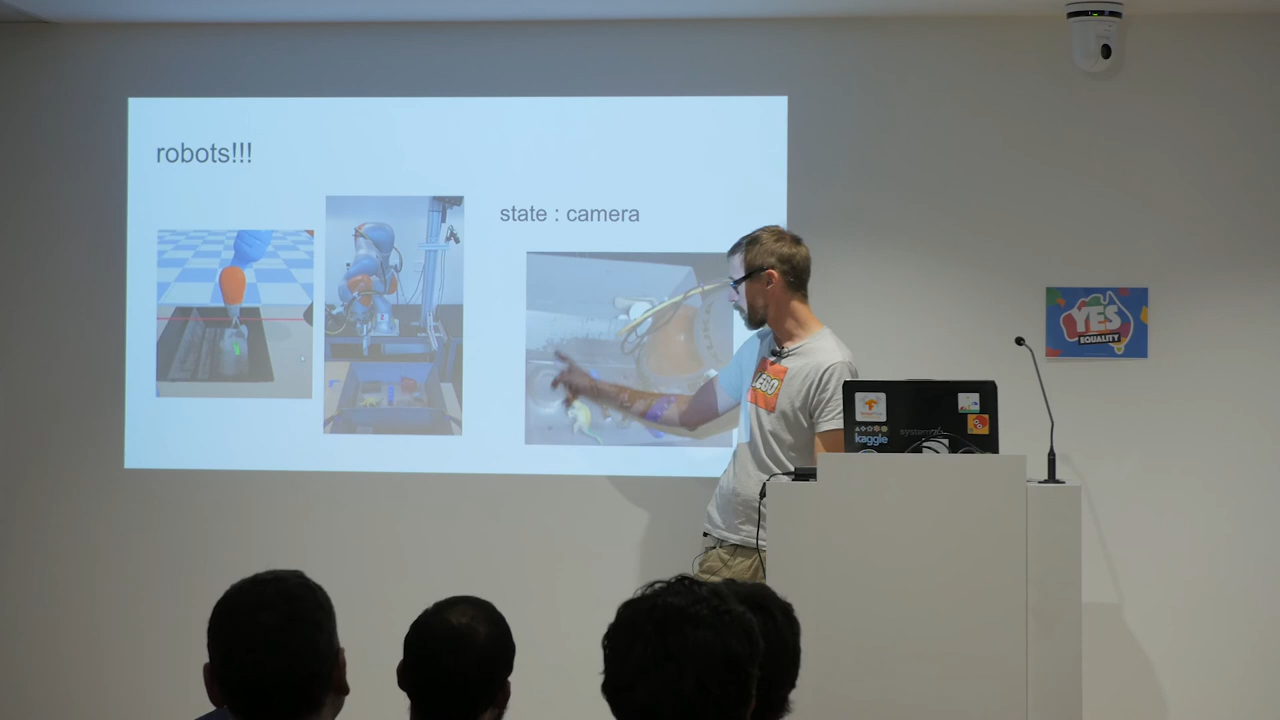 robots!!!
state : camera
LEGO
kaggle
YES
EQUALITY